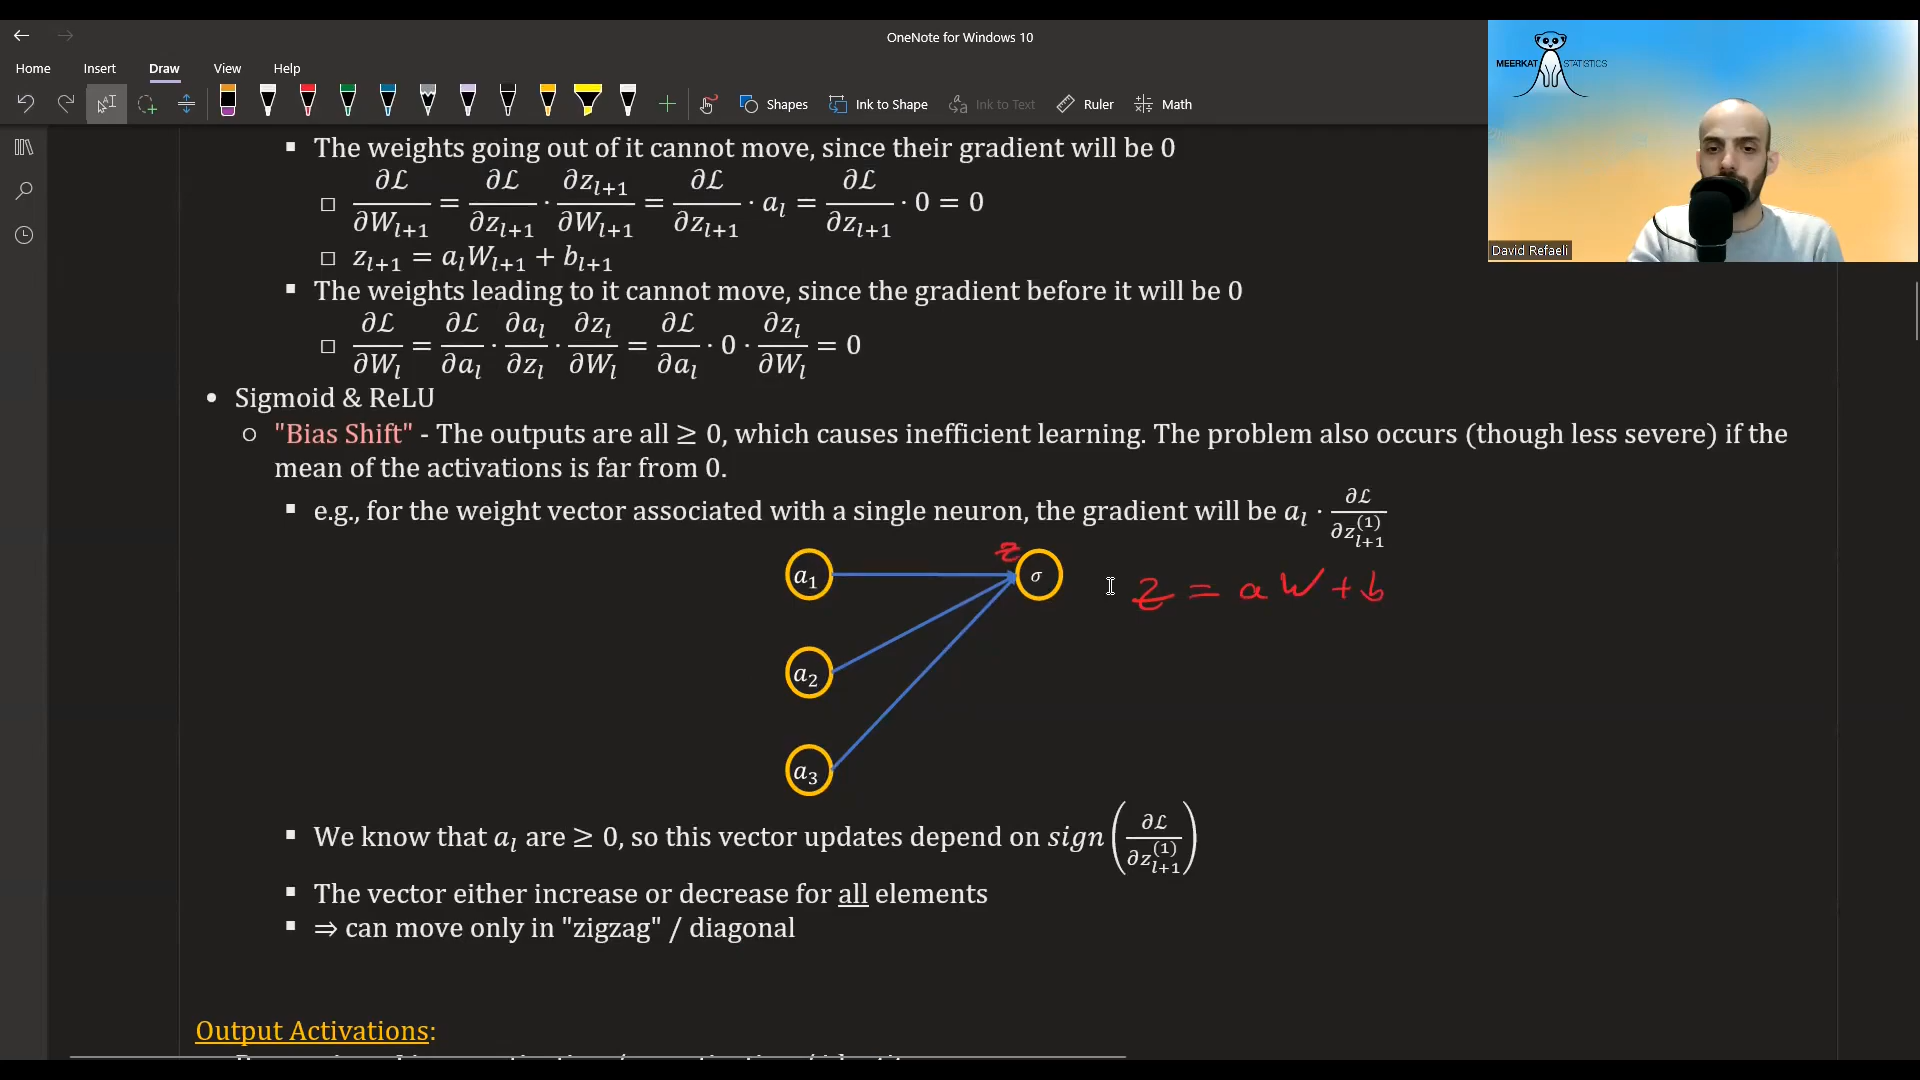 OneNote for Windows 10
Home Insert Draw View Help
Shapes Ink to Shape Ink to Text Ruler Math
MEERKAT STATISTICS
David Refaeli
▪ The weights going out of it cannot move, since their gradient will be 0
□ ∂ℒ/∂W_{l+1} = ∂ℒ/∂z_{l+1} · ∂z_{l+1}/∂W_{l+1} = ∂ℒ/∂z_{l+1} · a_l = ∂ℒ/∂z_{l+1} · 0 = 0
□ z_{l+1} = a_l W_{l+1} + b_{l+1}
▪ The weights leading to it cannot move, since the gradient before it will be 0
□ ∂ℒ/∂W_l = ∂ℒ/∂a_l · ∂a_l/∂z_l · ∂z_l/∂W_l = ∂ℒ/∂a_l · 0 · ∂z_l/∂W_l = 0
• Sigmoid & ReLU
○ "Bias Shift" - The outputs are all ≥ 0, which causes inefficient learning. The problem also occurs (though less severe) if the
mean of the activations is far from 0.
▪ e.g., for the weight vector associated with a single neuron, the gradient will be a_l · ∂ℒ/∂z_{l+1}^{(1)}
z
a_1 σ
z = a W + b
a_2
a_3
▪ We know that a_l are ≥ 0, so this vector updates depend on sign(∂ℒ/∂z_{l+1}^{(1)})
▪ The vector either increase or decrease for all elements
▪ ⇒ can move only in "zigzag" / diagonal
Output Activations: